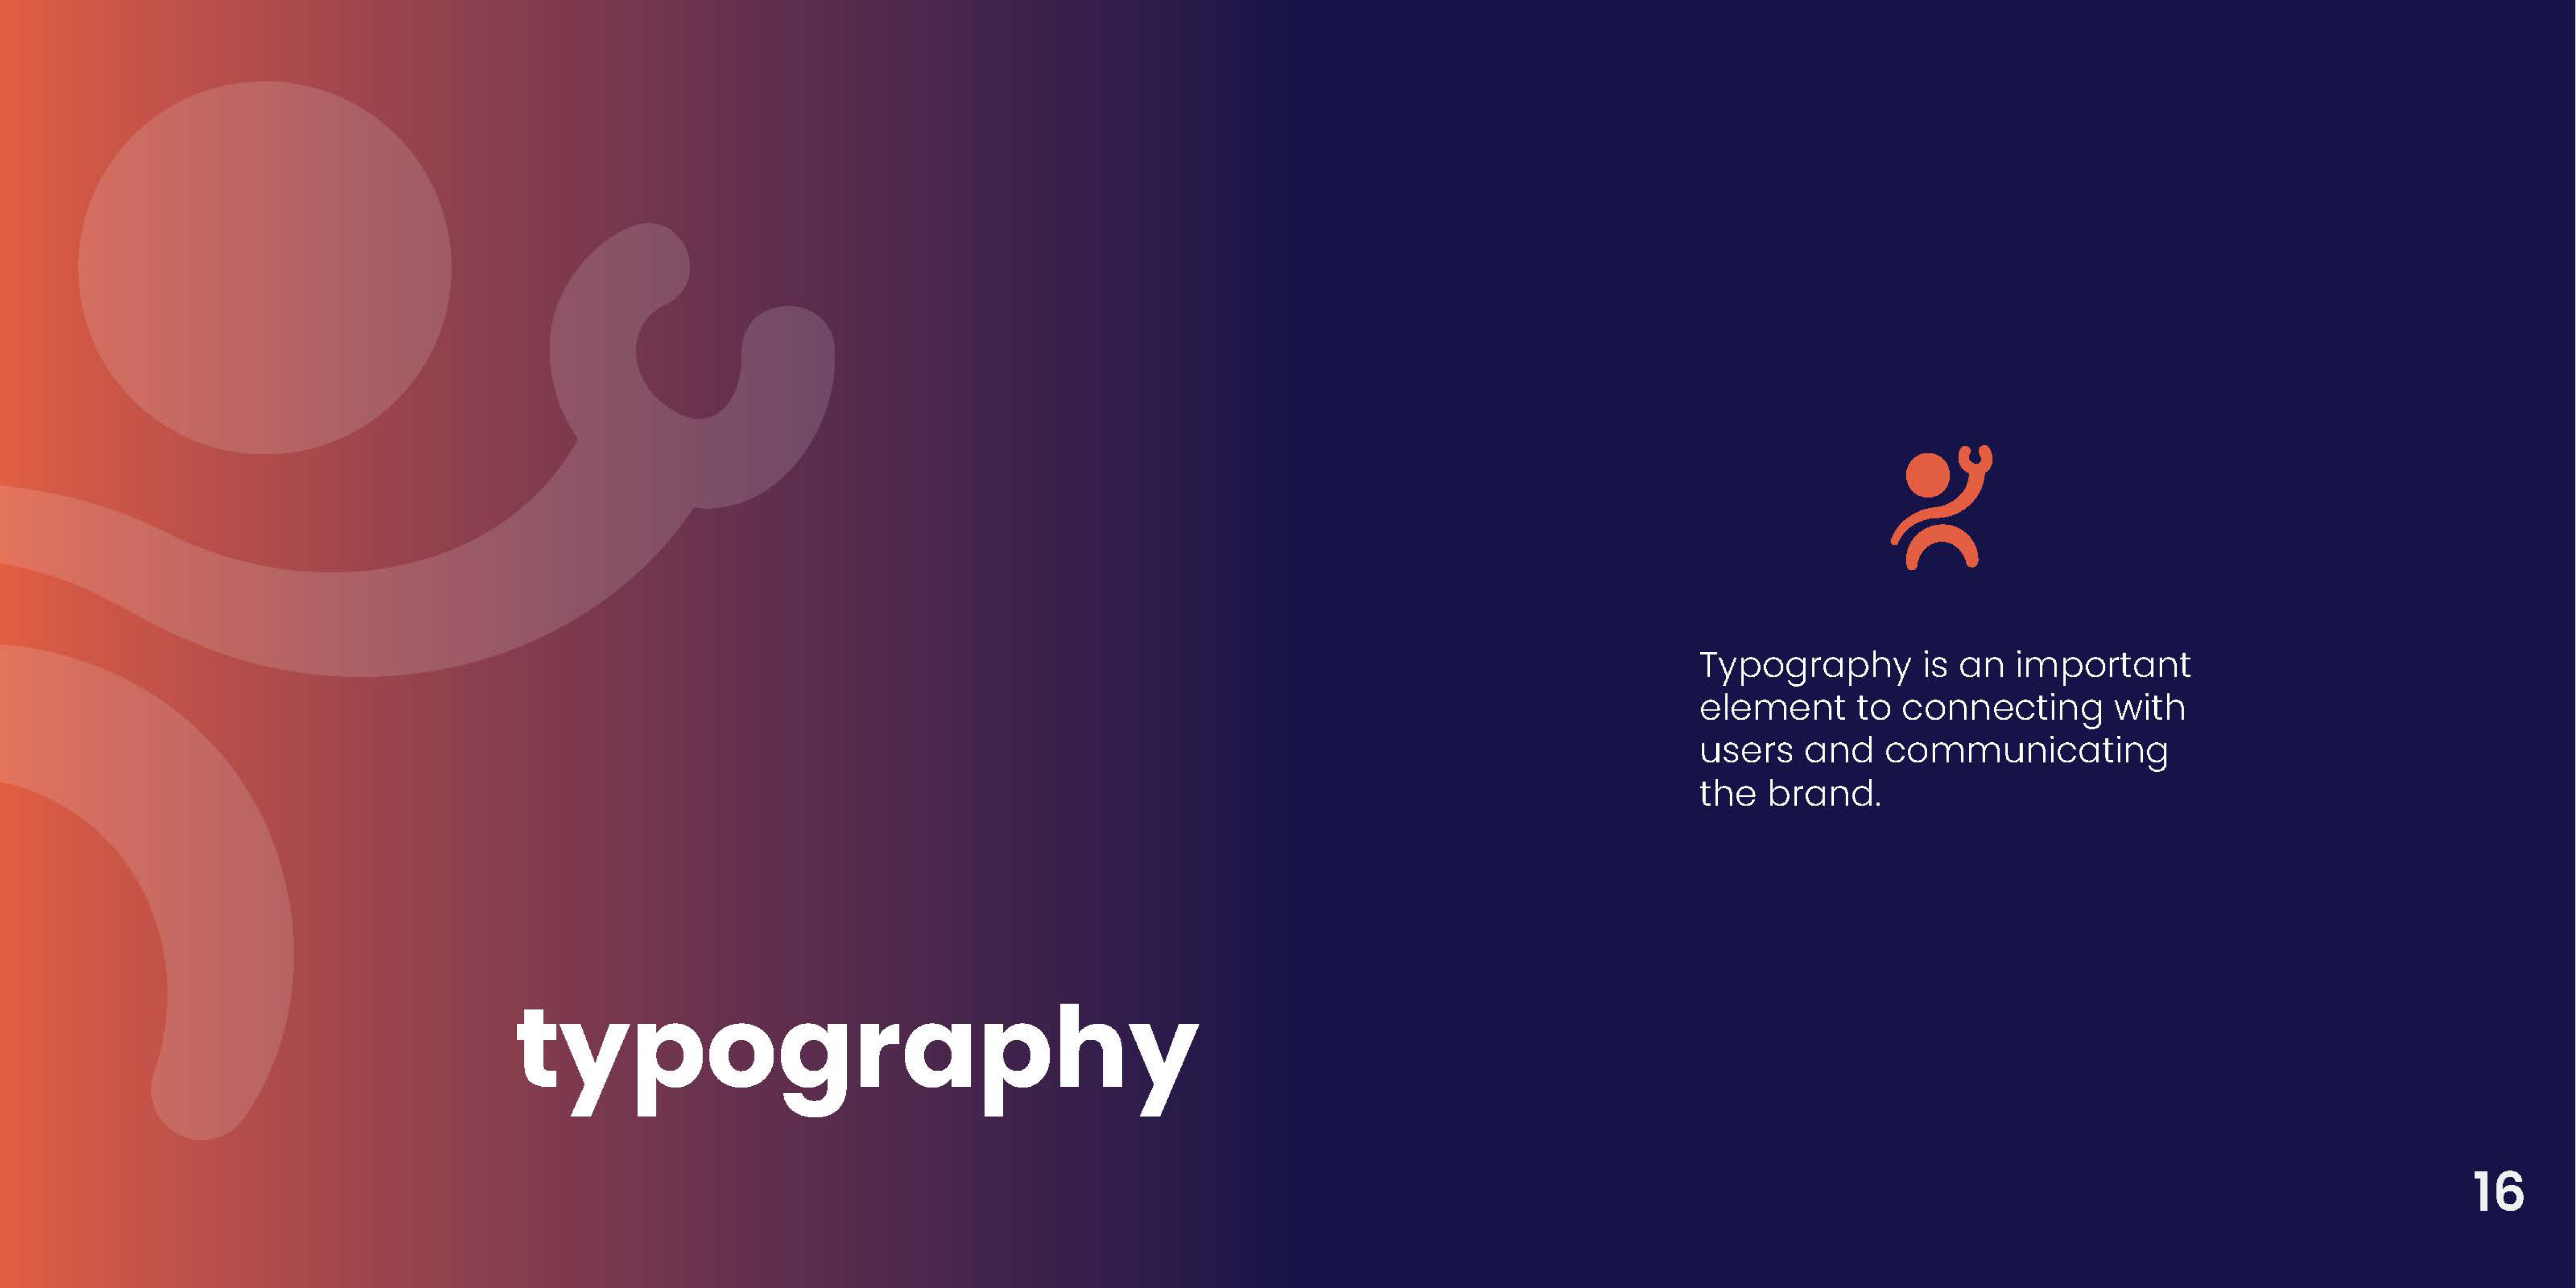 typography
Typography is an important
element to connecting with
users and communicating
the brand.
16